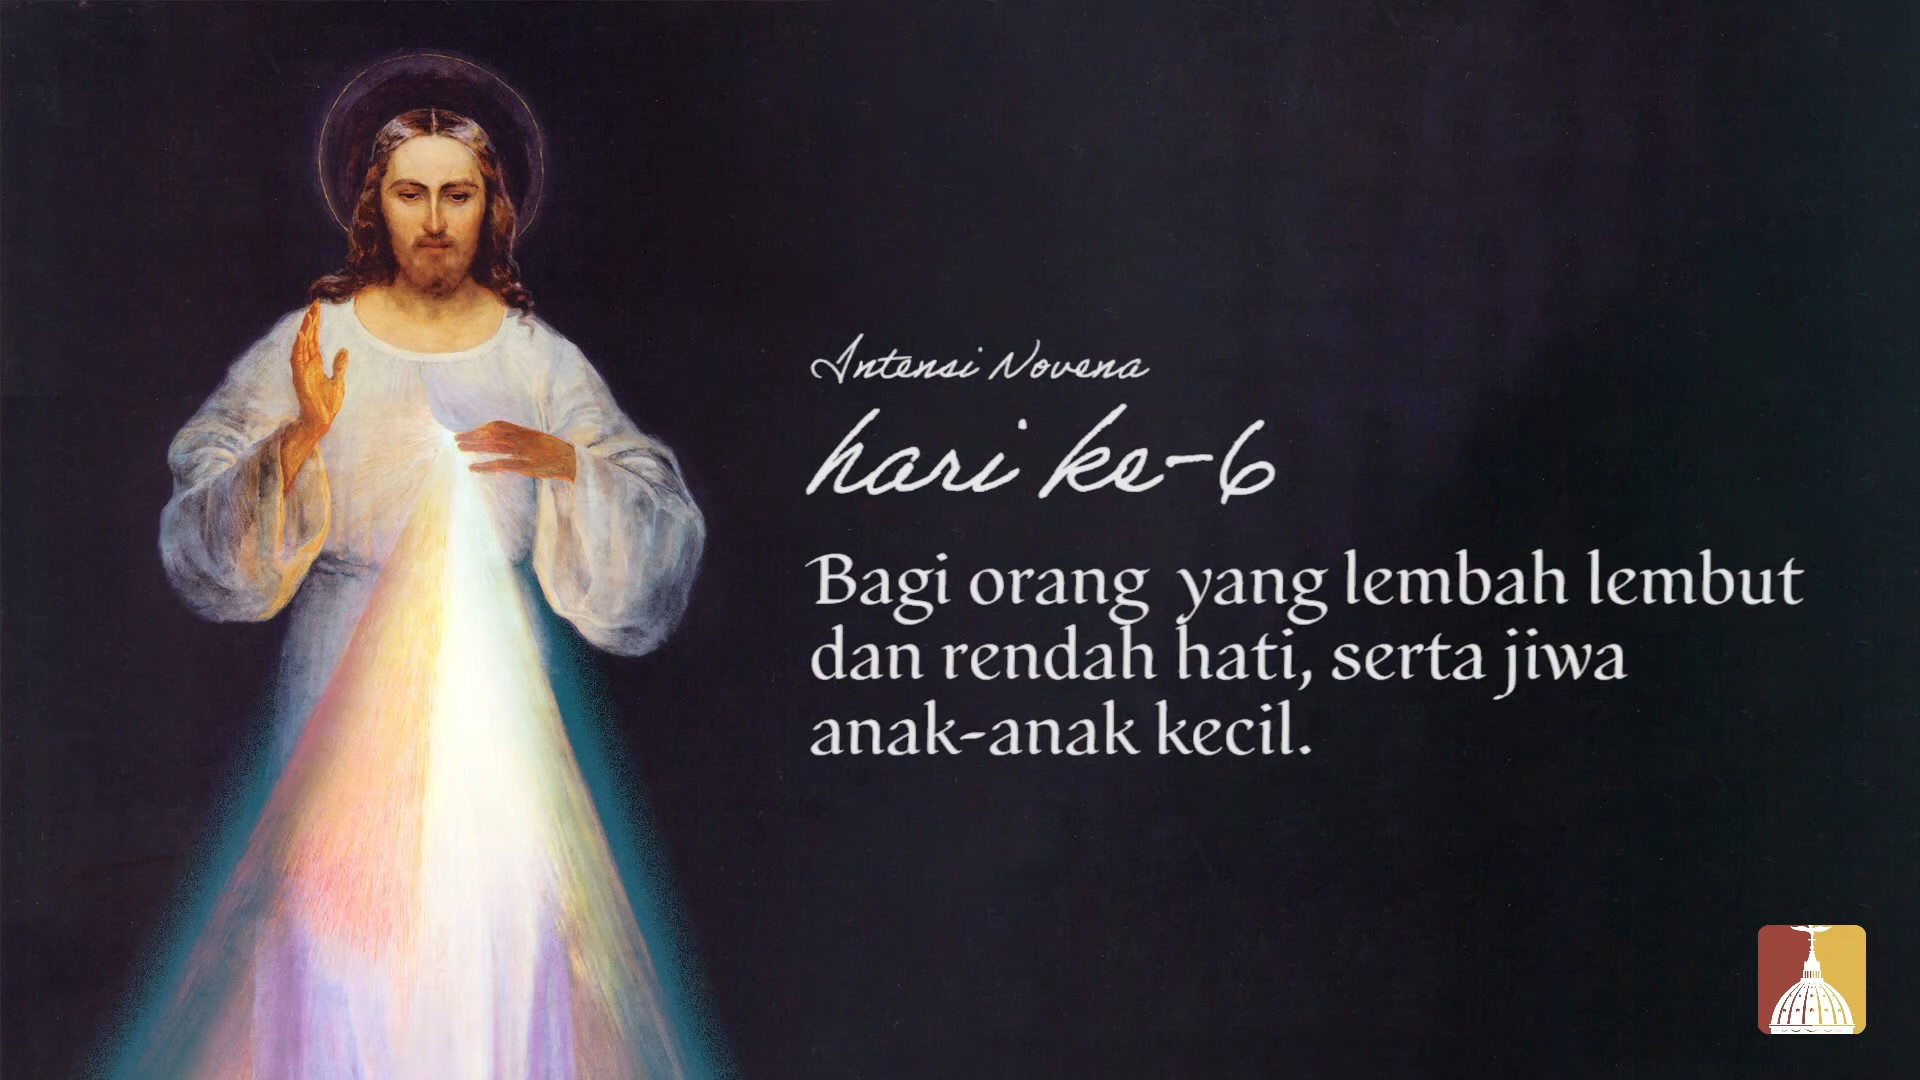 Intensi Novena
hari ke-6
Bagi orang yang lembah lembut
dan rendah hati, serta jiwa
anak-anak kecil.